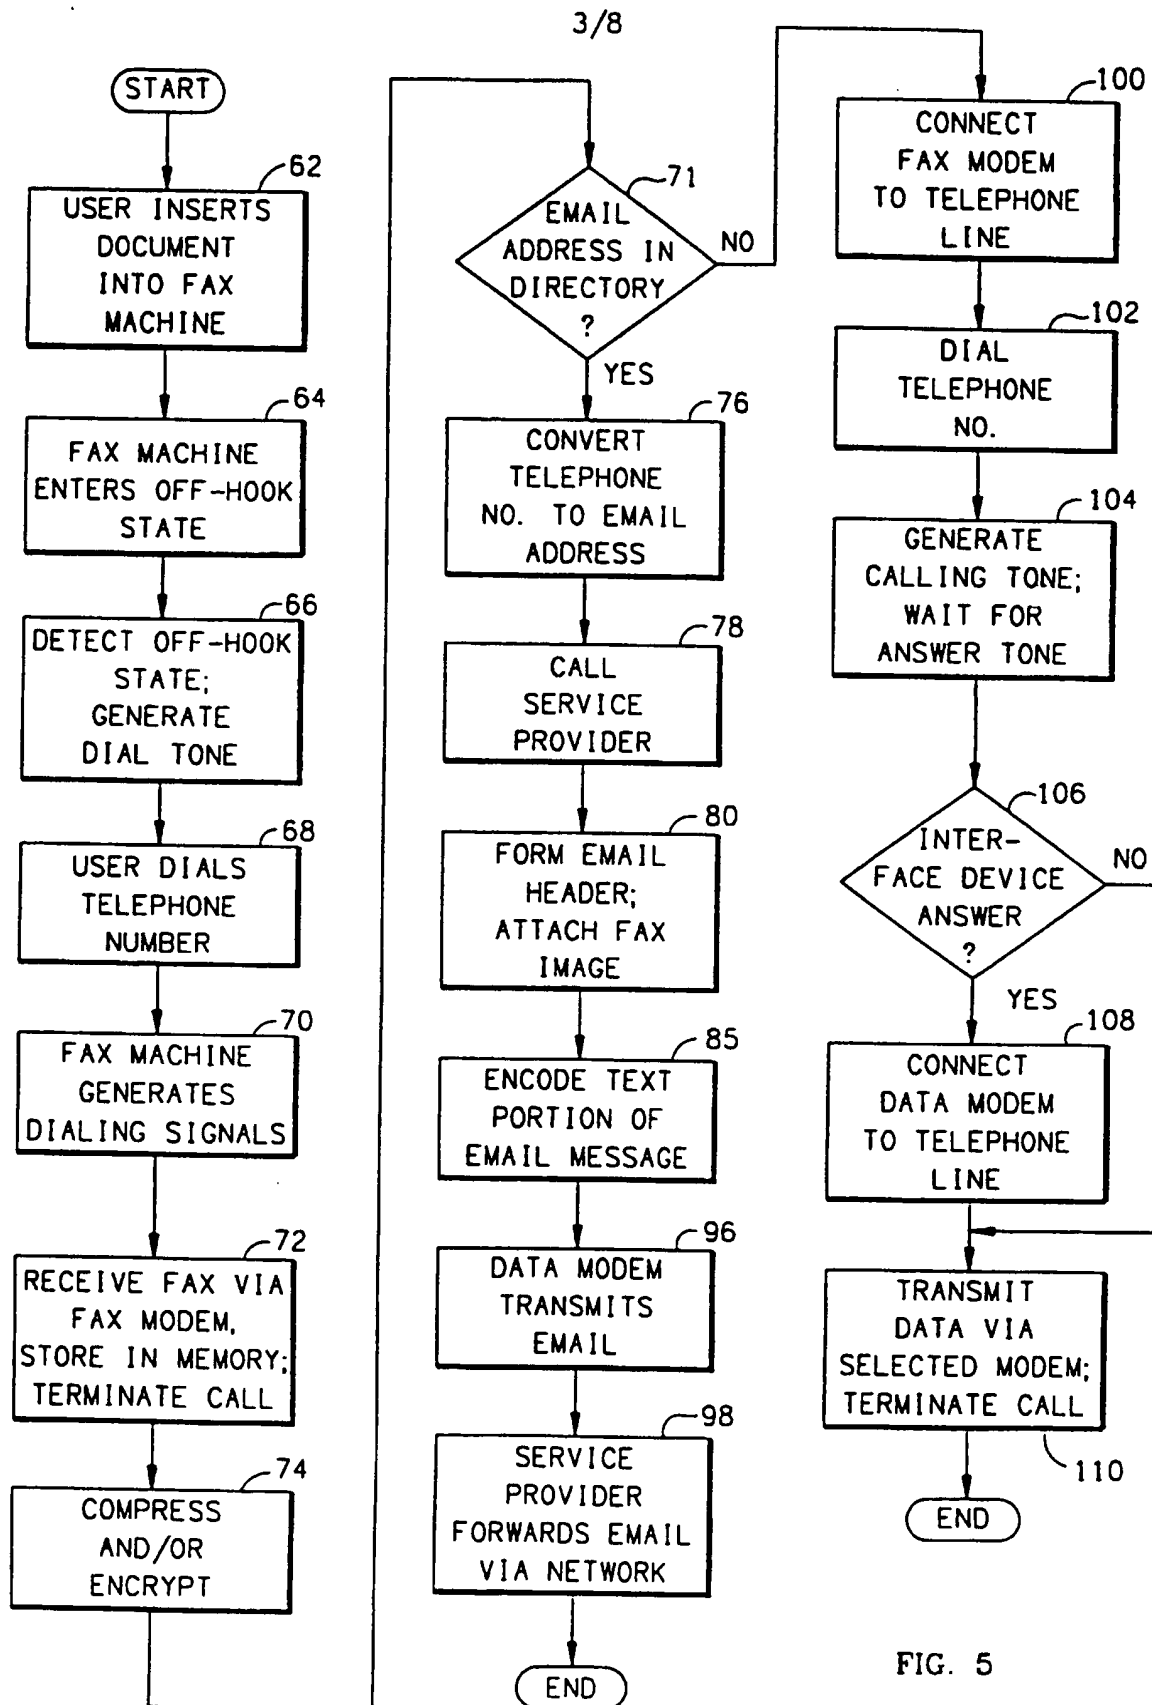 3/8
START
62
USER INSERTS
DOCUMENT
INTO FAX
MACHINE
64
FAX MACHINE
ENTERS OFF-HOOK
STATE
66
DETECT OFF-HOOK
STATE;
GENERATE
DIAL TONE
68
USER DIALS
TELEPHONE
NUMBER
70
FAX MACHINE
GENERATES
DIALING SIGNALS
72
RECEIVE FAX VIA
FAX MODEM,
STORE IN MEMORY;
TERMINATE CALL
74
COMPRESS
AND/OR
ENCRYPT
71
EMAIL
ADDRESS IN
DIRECTORY
?
NO
YES
76
CONVERT
TELEPHONE
NO. TO EMAIL
ADDRESS
78
CALL
SERVICE
PROVIDER
80
FORM EMAIL
HEADER;
ATTACH FAX
IMAGE
85
ENCODE TEXT
PORTION OF
EMAIL MESSAGE
96
DATA MODEM
TRANSMITS
EMAIL
98
SERVICE
PROVIDER
FORWARDS EMAIL
VIA NETWORK
END
100
CONNECT
FAX MODEM
TO TELEPHONE
LINE
102
DIAL
TELEPHONE
NO.
104
GENERATE
CALLING TONE;
WAIT FOR
ANSWER TONE
106
INTER-
FACE DEVICE
ANSWER
?
NO
YES
108
CONNECT
DATA MODEM
TO TELEPHONE
LINE
TRANSMIT
DATA VIA
SELECTED MODEM;
TERMINATE CALL
110
END
FIG. 5